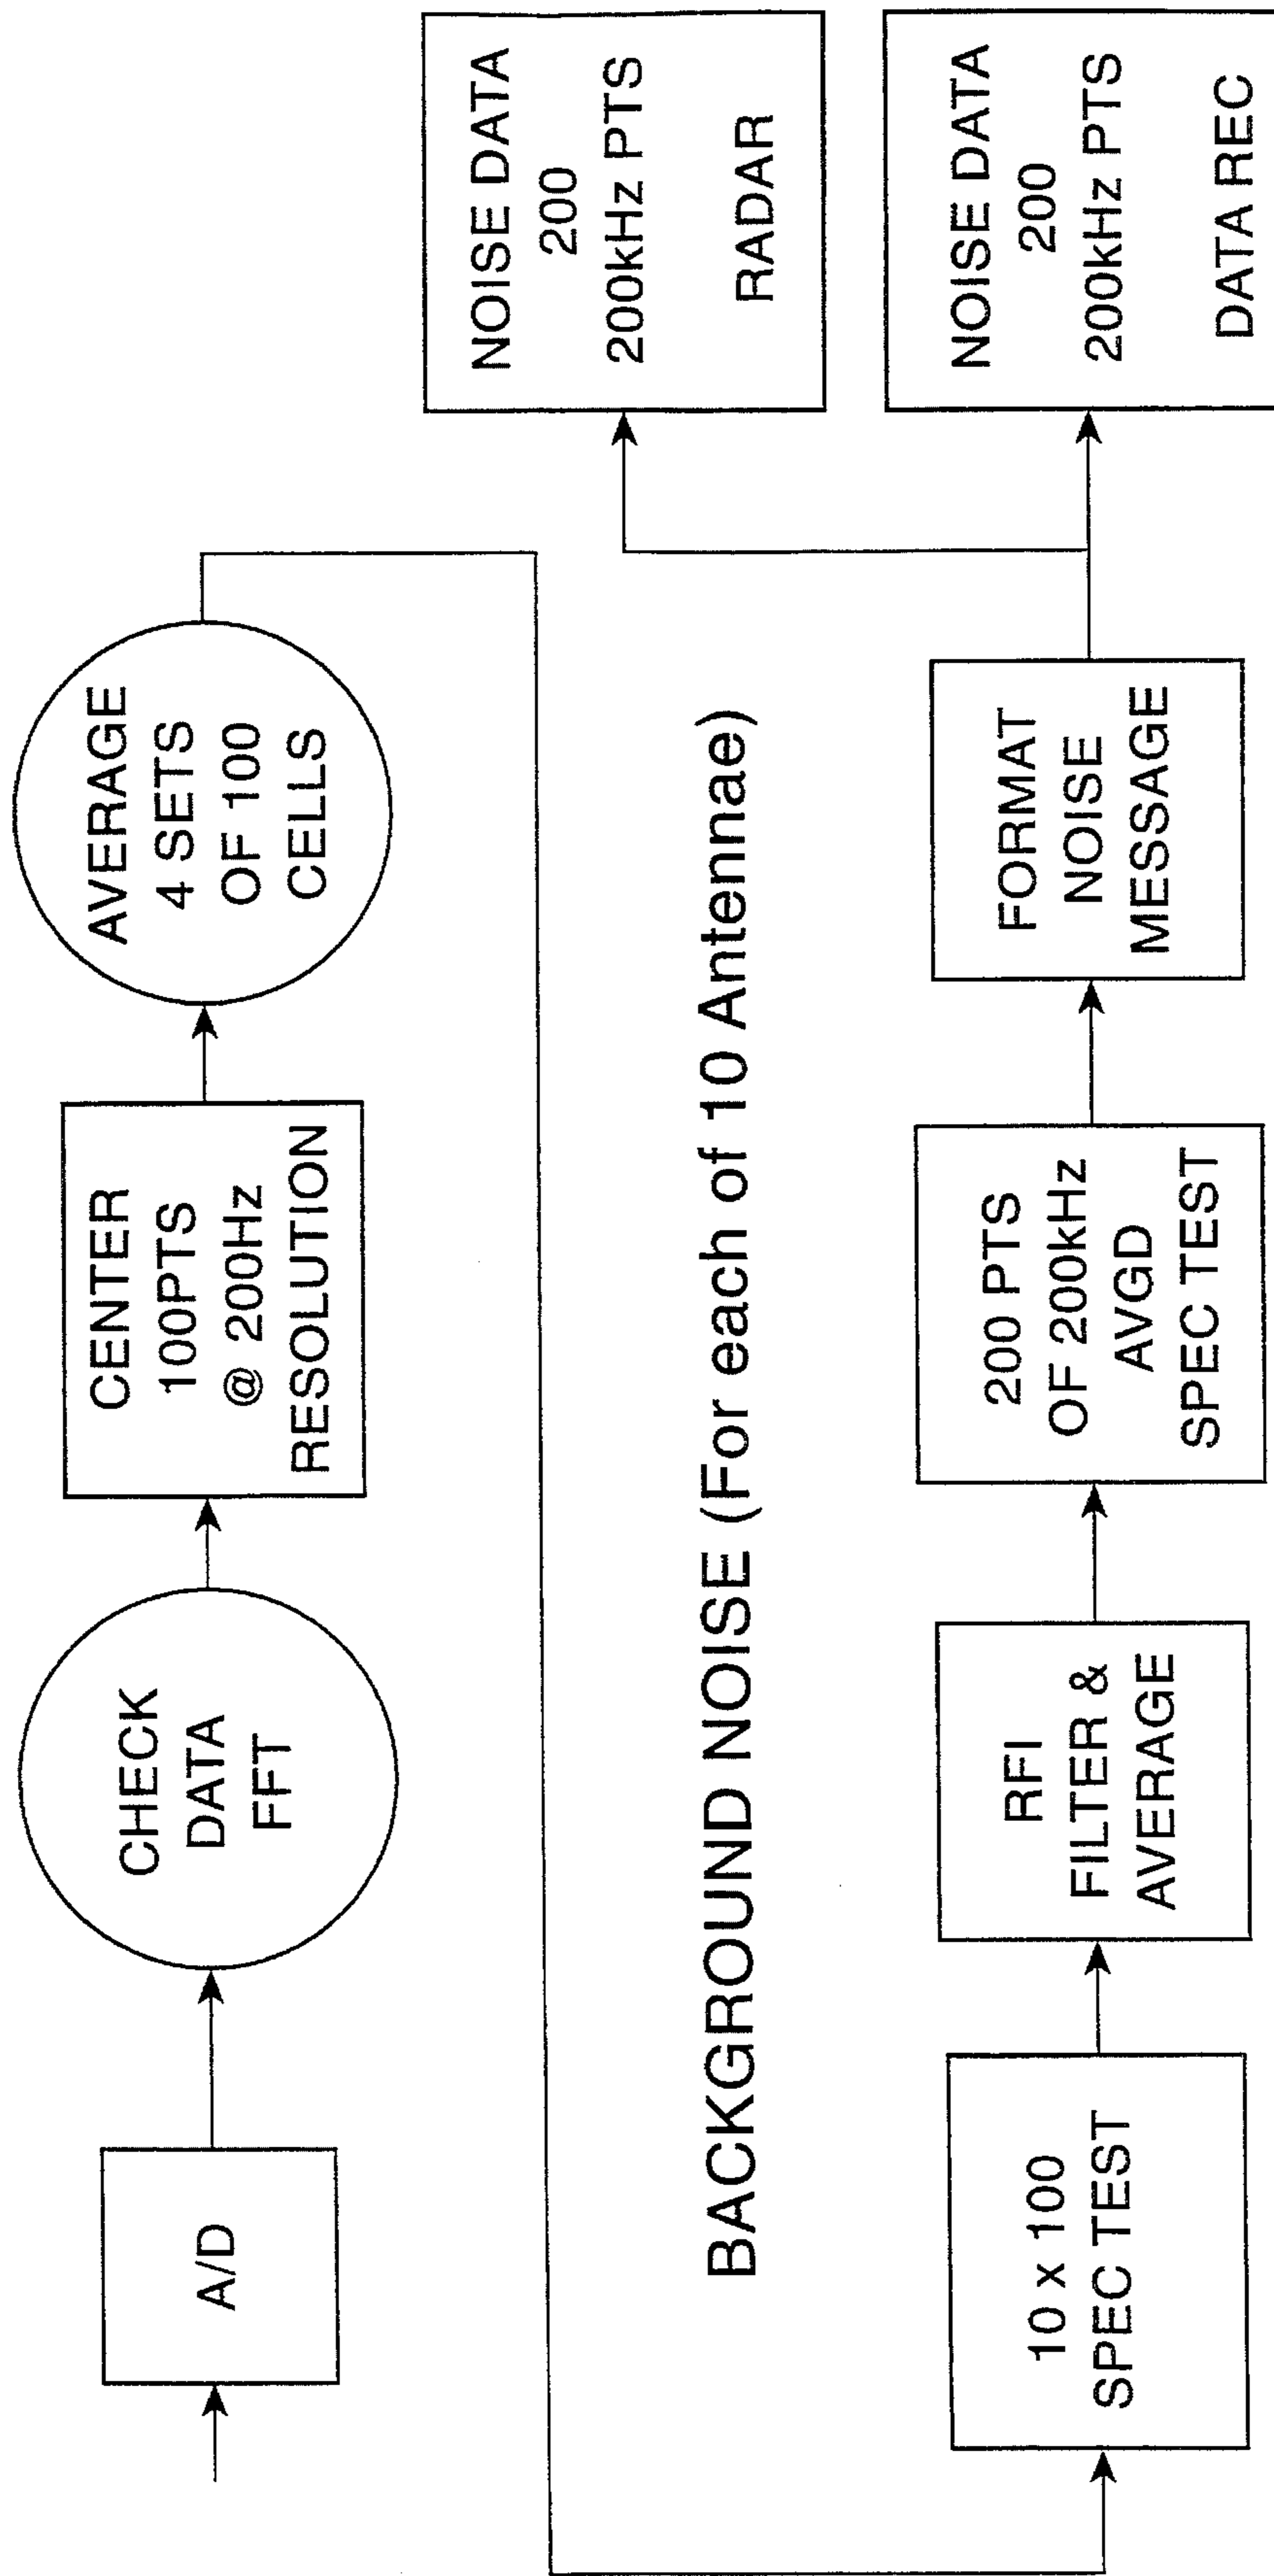 A/D
CHECK
DATA
FFT
CENTER
100PTS
@ 200Hz
RESOLUTION
AVERAGE
4 SETS
OF 100
CELLS
BACKGROUND NOISE (For each of 10 Antennae)
10 x 100
SPEC TEST
RFI
FILTER &
AVERAGE
200 PTS
OF 200kHz
AVGD
SPEC TEST
FORMAT
NOISE
MESSAGE
NOISE DATA
200
200kHz PTS
RADAR
NOISE DATA
200
200kHz PTS
DATA REC